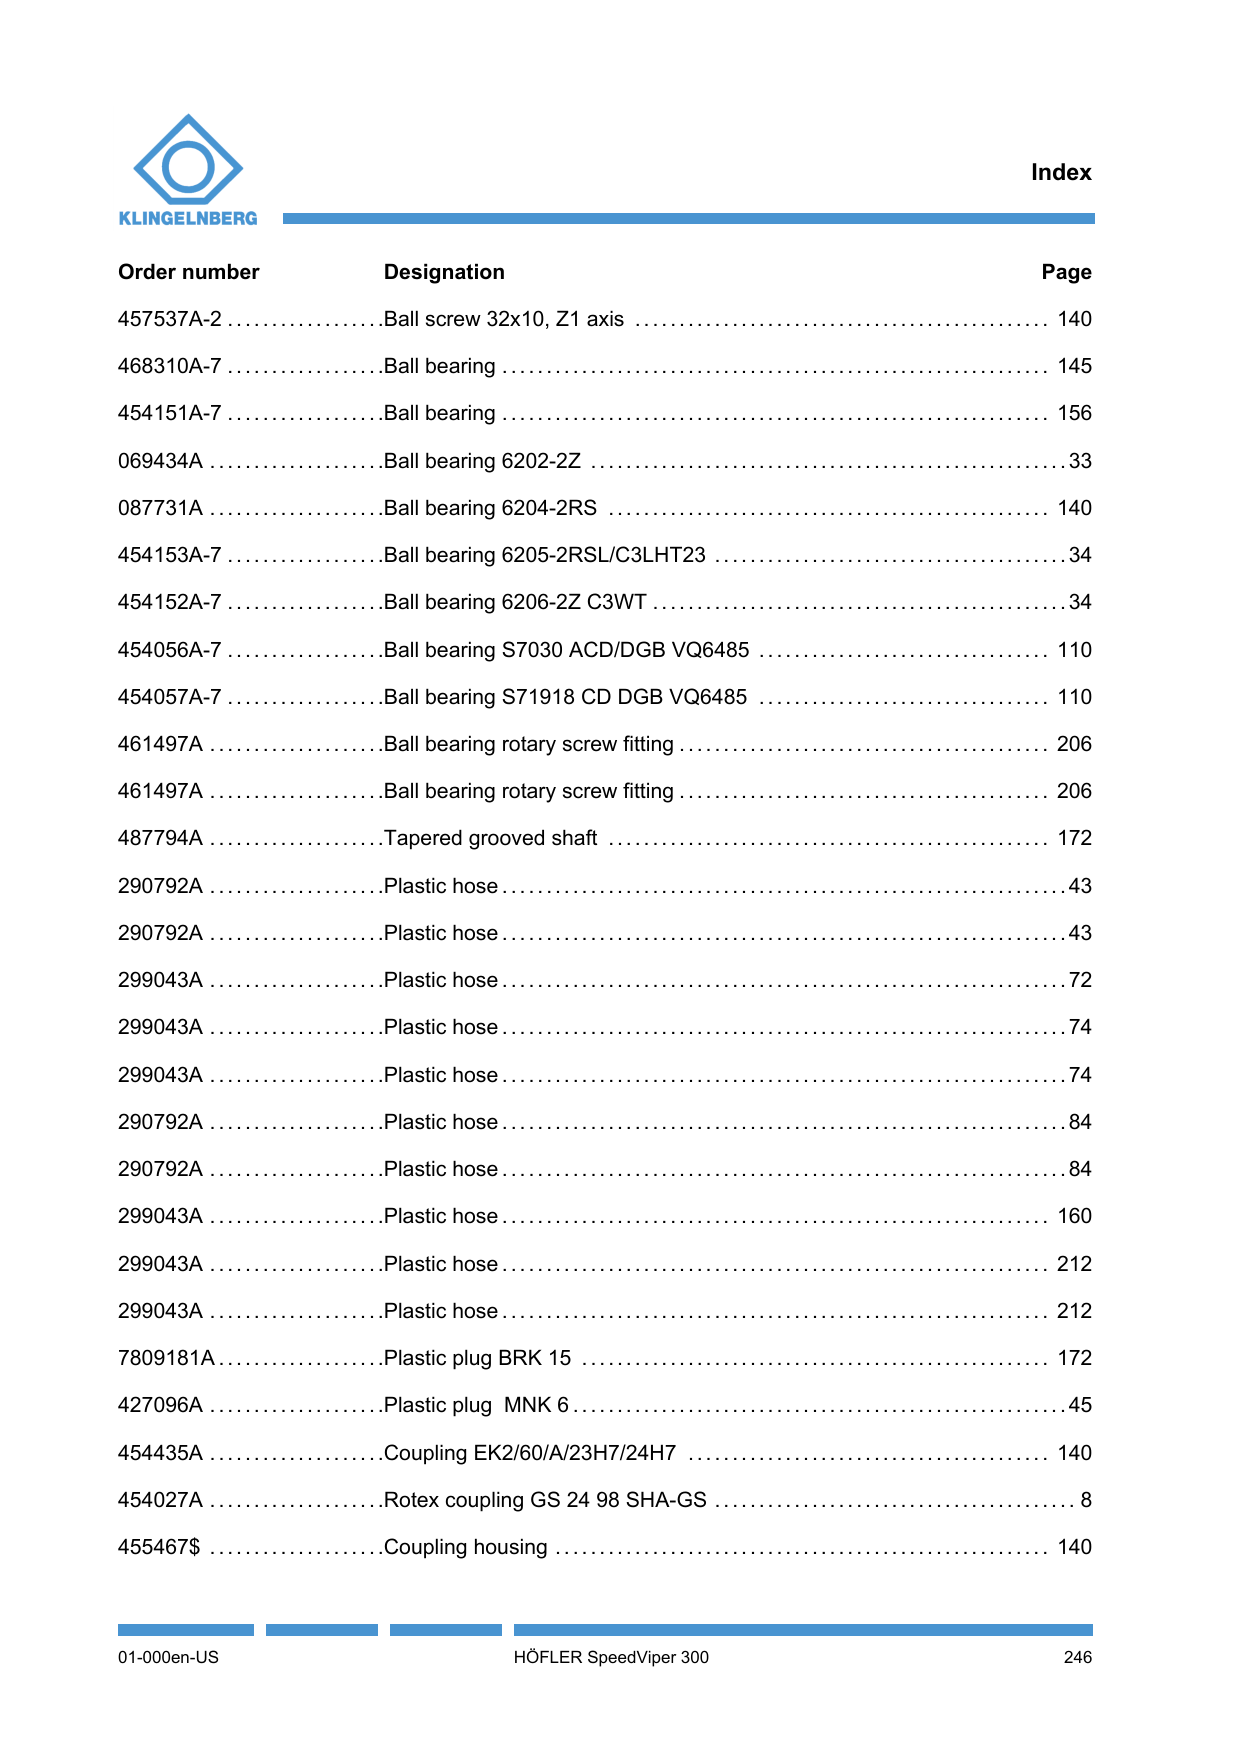 KLINGELNBERG
Index
Order number Designation Page
457537A-2 . . . . . . . . . . . . . . . . . .Ball screw 32x10, Z1 axis . . . . . . . . . . . . . . . . . . . . . . . . . . . . . . . . . . . . . . . . . . . . . . . 140
468310A-7 . . . . . . . . . . . . . . . . . .Ball bearing . . . . . . . . . . . . . . . . . . . . . . . . . . . . . . . . . . . . . . . . . . . . . . . . . . . . . . . . . . . . . . 145
454151A-7 . . . . . . . . . . . . . . . . . .Ball bearing . . . . . . . . . . . . . . . . . . . . . . . . . . . . . . . . . . . . . . . . . . . . . . . . . . . . . . . . . . . . . . 156
069434A . . . . . . . . . . . . . . . . . . . .Ball bearing 6202-2Z . . . . . . . . . . . . . . . . . . . . . . . . . . . . . . . . . . . . . . . . . . . . . . . . . . . . . . 33
087731A . . . . . . . . . . . . . . . . . . . .Ball bearing 6204-2RS . . . . . . . . . . . . . . . . . . . . . . . . . . . . . . . . . . . . . . . . . . . . . . . . . . 140
454153A-7 . . . . . . . . . . . . . . . . . .Ball bearing 6205-2RSL/C3LHT23 . . . . . . . . . . . . . . . . . . . . . . . . . . . . . . . . . . . . . . . . 34
454152A-7 . . . . . . . . . . . . . . . . . .Ball bearing 6206-2Z C3WT . . . . . . . . . . . . . . . . . . . . . . . . . . . . . . . . . . . . . . . . . . . . . . . 34
454056A-7 . . . . . . . . . . . . . . . . . .Ball bearing S7030 ACD/DGB VQ6485 . . . . . . . . . . . . . . . . . . . . . . . . . . . . . . . . . 110
454057A-7 . . . . . . . . . . . . . . . . . .Ball bearing S71918 CD DGB VQ6485 . . . . . . . . . . . . . . . . . . . . . . . . . . . . . . . . . 110
461497A . . . . . . . . . . . . . . . . . . . .Ball bearing rotary screw fitting . . . . . . . . . . . . . . . . . . . . . . . . . . . . . . . . . . . . . . . . . . 206
461497A . . . . . . . . . . . . . . . . . . . .Ball bearing rotary screw fitting . . . . . . . . . . . . . . . . . . . . . . . . . . . . . . . . . . . . . . . . . . 206
487794A . . . . . . . . . . . . . . . . . . . .Tapered grooved shaft . . . . . . . . . . . . . . . . . . . . . . . . . . . . . . . . . . . . . . . . . . . . . . . . . . 172
290792A . . . . . . . . . . . . . . . . . . . .Plastic hose . . . . . . . . . . . . . . . . . . . . . . . . . . . . . . . . . . . . . . . . . . . . . . . . . . . . . . . . . . . . . . . . 43
290792A . . . . . . . . . . . . . . . . . . . .Plastic hose . . . . . . . . . . . . . . . . . . . . . . . . . . . . . . . . . . . . . . . . . . . . . . . . . . . . . . . . . . . . . . . . 43
299043A . . . . . . . . . . . . . . . . . . . .Plastic hose . . . . . . . . . . . . . . . . . . . . . . . . . . . . . . . . . . . . . . . . . . . . . . . . . . . . . . . . . . . . . . . . 72
299043A . . . . . . . . . . . . . . . . . . . .Plastic hose . . . . . . . . . . . . . . . . . . . . . . . . . . . . . . . . . . . . . . . . . . . . . . . . . . . . . . . . . . . . . . . . 74
299043A . . . . . . . . . . . . . . . . . . . .Plastic hose . . . . . . . . . . . . . . . . . . . . . . . . . . . . . . . . . . . . . . . . . . . . . . . . . . . . . . . . . . . . . . . . 74
290792A . . . . . . . . . . . . . . . . . . . .Plastic hose . . . . . . . . . . . . . . . . . . . . . . . . . . . . . . . . . . . . . . . . . . . . . . . . . . . . . . . . . . . . . . . . 84
290792A . . . . . . . . . . . . . . . . . . . .Plastic hose . . . . . . . . . . . . . . . . . . . . . . . . . . . . . . . . . . . . . . . . . . . . . . . . . . . . . . . . . . . . . . . . 84
299043A . . . . . . . . . . . . . . . . . . . .Plastic hose . . . . . . . . . . . . . . . . . . . . . . . . . . . . . . . . . . . . . . . . . . . . . . . . . . . . . . . . . . . . . . 160
299043A . . . . . . . . . . . . . . . . . . . .Plastic hose . . . . . . . . . . . . . . . . . . . . . . . . . . . . . . . . . . . . . . . . . . . . . . . . . . . . . . . . . . . . . . 212
299043A . . . . . . . . . . . . . . . . . . . .Plastic hose . . . . . . . . . . . . . . . . . . . . . . . . . . . . . . . . . . . . . . . . . . . . . . . . . . . . . . . . . . . . . . 212
7809181A . . . . . . . . . . . . . . . . . . .Plastic plug BRK 15 . . . . . . . . . . . . . . . . . . . . . . . . . . . . . . . . . . . . . . . . . . . . . . . . . . . . . 172
427096A . . . . . . . . . . . . . . . . . . . .Plastic plug  MNK 6 . . . . . . . . . . . . . . . . . . . . . . . . . . . . . . . . . . . . . . . . . . . . . . . . . . . . . . . . 45
454435A . . . . . . . . . . . . . . . . . . . .Coupling EK2/60/A/23H7/24H7 . . . . . . . . . . . . . . . . . . . . . . . . . . . . . . . . . . . . . . . . . 140
454027A . . . . . . . . . . . . . . . . . . . .Rotex coupling GS 24 98 SHA-GS . . . . . . . . . . . . . . . . . . . . . . . . . . . . . . . . . . . . . . . . . 8
455467$ . . . . . . . . . . . . . . . . . . . .Coupling housing . . . . . . . . . . . . . . . . . . . . . . . . . . . . . . . . . . . . . . . . . . . . . . . . . . . . . . . . 140
01-000en-US HÖFLER SpeedViper 300 246